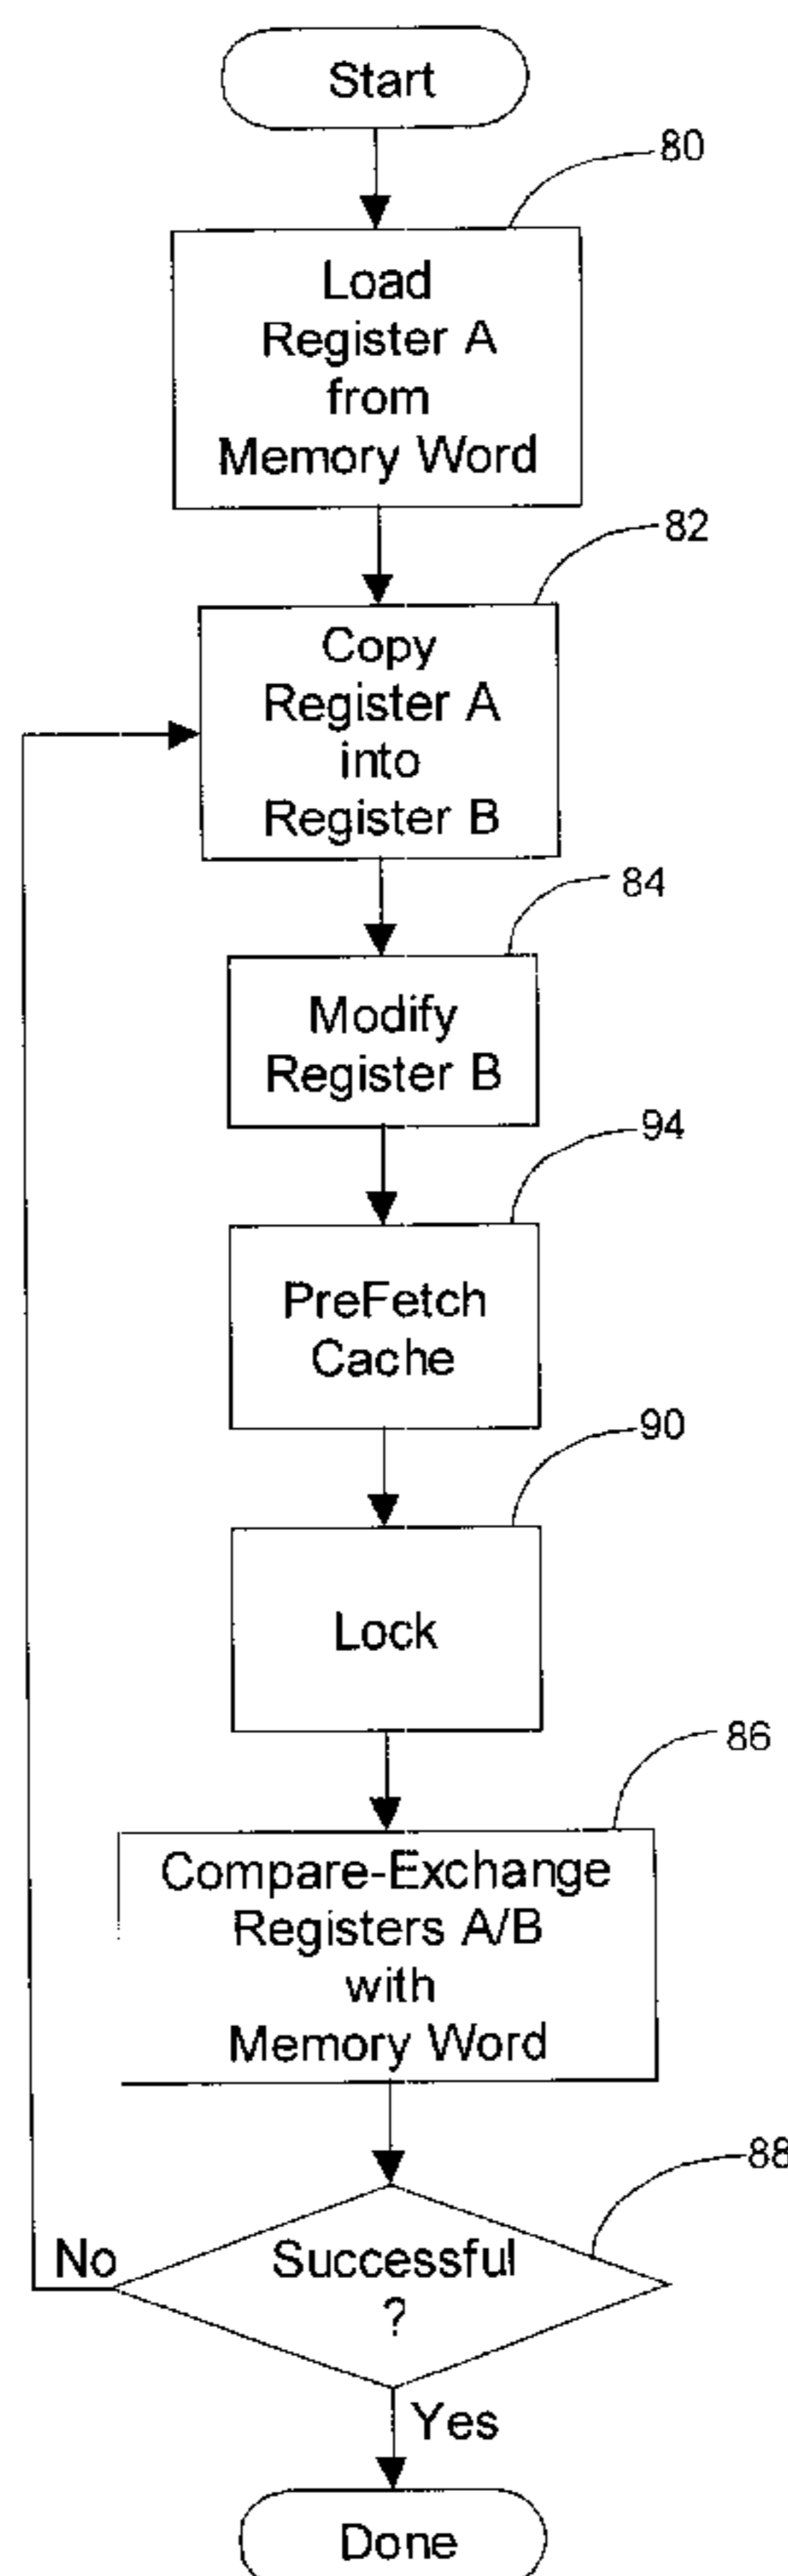 Start
80
Load
Register A
from
Memory Word
82
Copy
Register A
into
Register B
84
Modify
Register B
94
PreFetch
Cache
90
Lock
86
Compare-Exchange
Registers A/B
with
Memory Word
88
Successful
?
No
Yes
Done